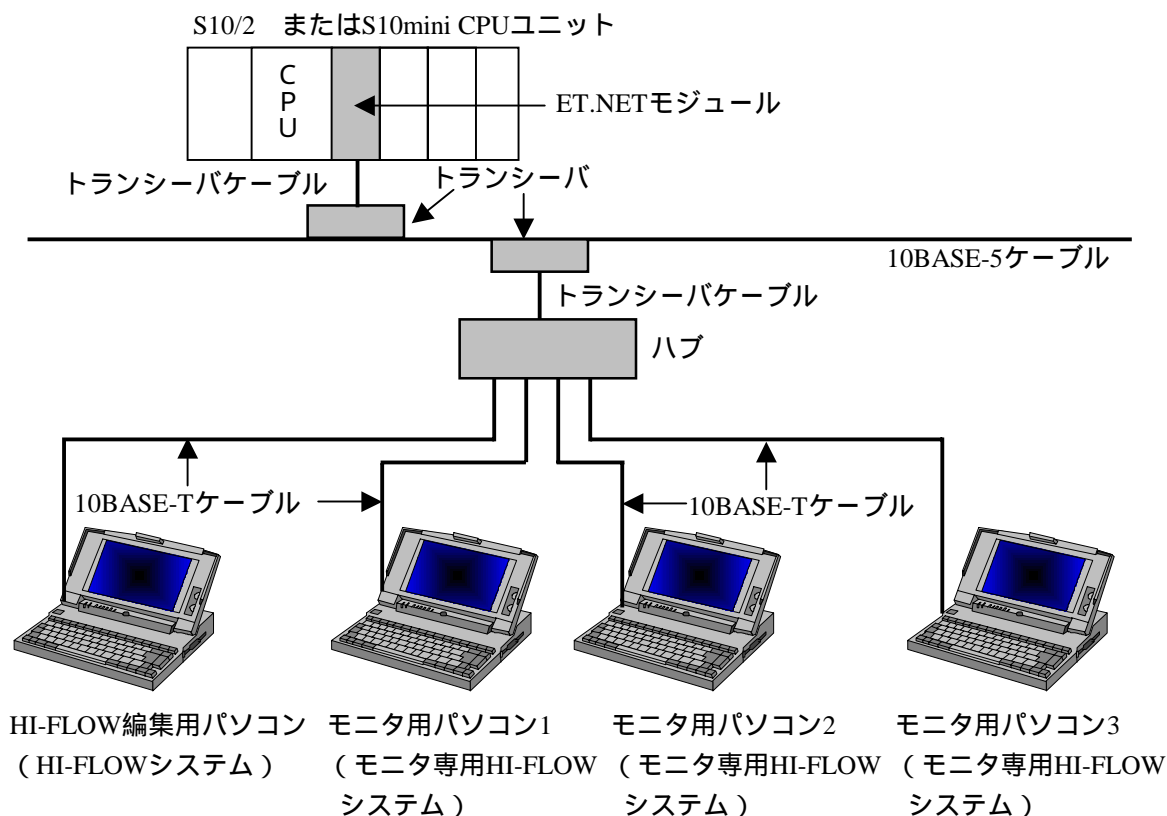 S10/2　またはS10mini CPUユニット
CPU
ET.NETモジュール
トランシーバケーブル
トランシーバ
10BASE-5ケーブル
トランシーバケーブル
ハブ
10BASE-Tケーブル
10BASE-Tケーブル
HI-FLOW編集用パソコン
（HI-FLOWシステム）
モニタ用パソコン1
（モニタ専用HI-FLOW
システム）
モニタ用パソコン2
（モニタ専用HI-FLOW
システム）
モニタ用パソコン3
（モニタ専用HI-FLOW
システム）